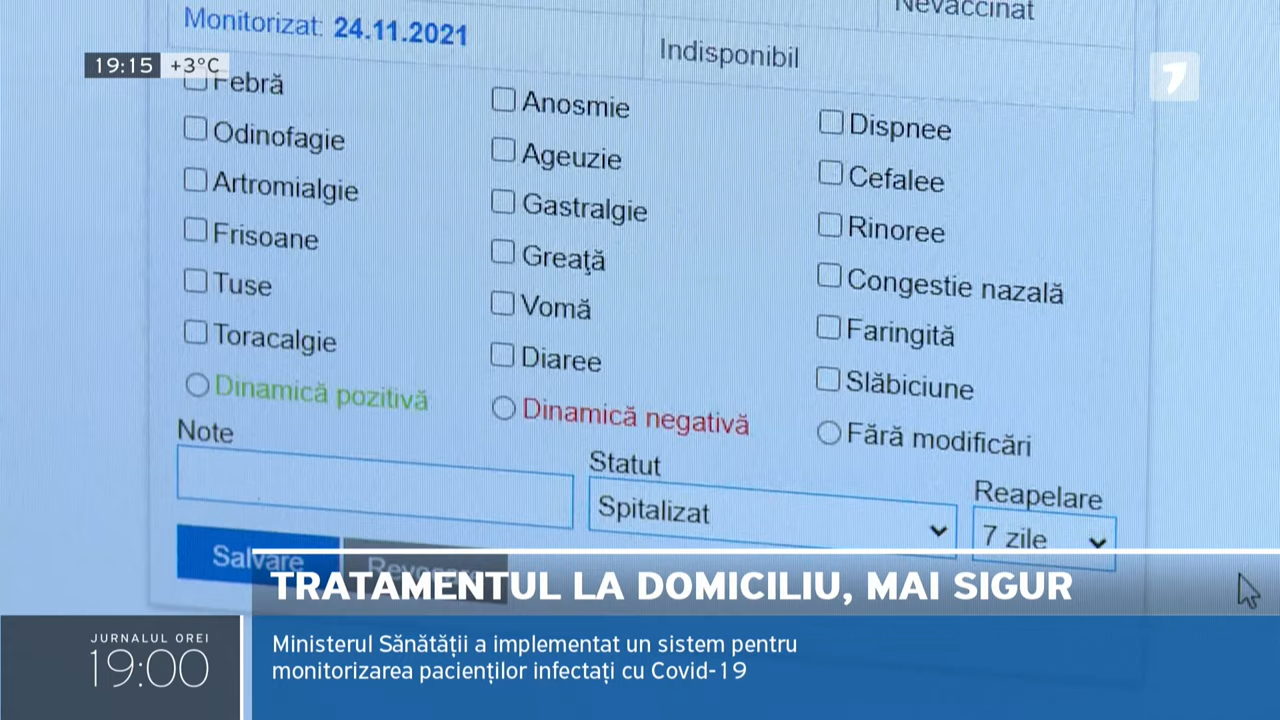 Nevaccinat
Monitorizat: 24.11.2021
Indisponibil
19:15 +3°C
7
Febră
Anosmie
Dispnee
Odinofagie
Ageuzie
Cefalee
Artromialgie
Gastralgie
Rinoree
Frisoane
Greaţă
Congestie nazală
Tuse
Vomă
Faringită
Toracalgie
Diaree
Slăbiciune
Dinamică pozitivă
Dinamică negativă
Fără modificări
Note
Statut
Reapelare
Spitalizat
7 zile
Salvare
TRATAMENTUL LA DOMICILIU, MAI SIGUR
JURNALUL OREI
19:00
Ministerul Sănătății a implementat un sistem pentru
monitorizarea pacienților infectați cu Covid-19